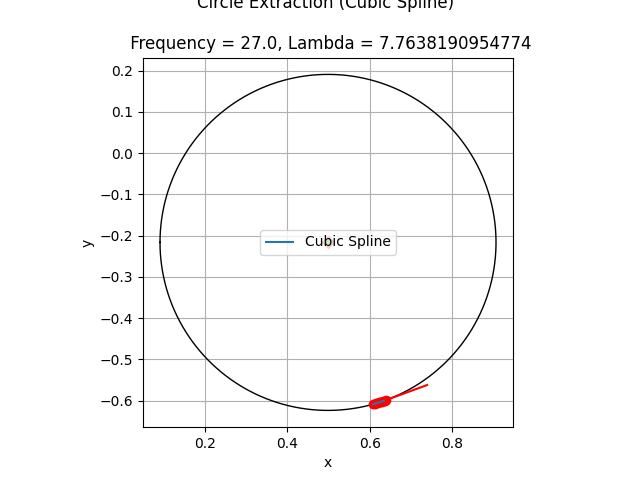 Circle Extraction (Cubic Spline)
Frequency = 27.0, Lambda = 7.7638190954774
0.2
0.1
0.0
−0.1
−0.2
−0.3
−0.4
−0.5
−0.6
y
Cubic Spline
0.2 0.4 0.6 0.8
x